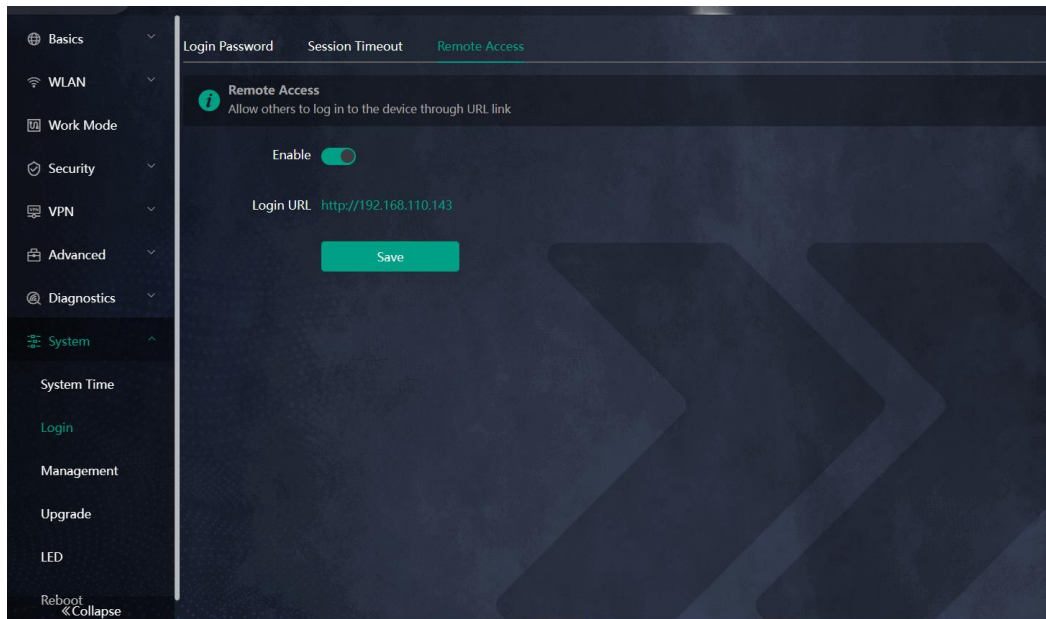 Basics
WLAN
Work Mode
Security
VPN
Advanced
Diagnostics
System
System Time
Login
Management
Upgrade
LED
Reboot
«Collapse
Login Password Session Timeout Remote Access
Remote Access
Allow others to log in to the device through URL link
Enable
Login URL http://192.168.110.143
Save